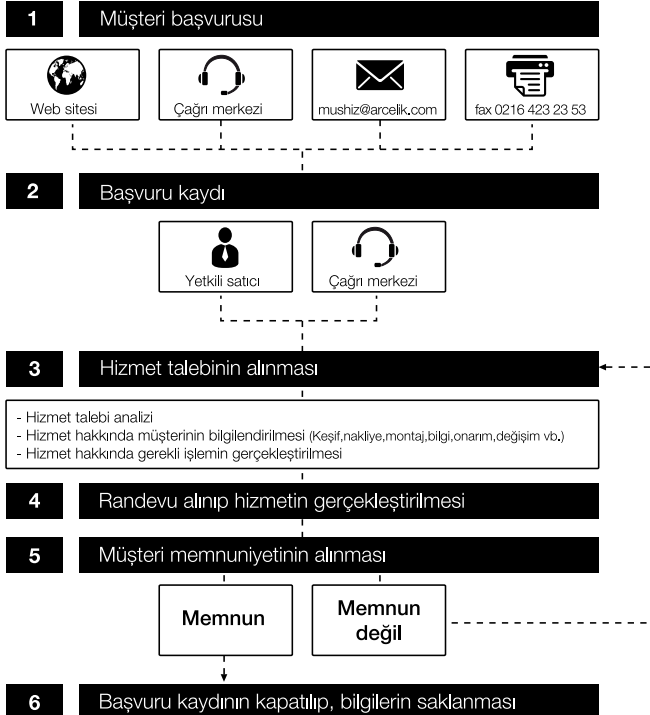 1 Müşteri başvurusu
Web sitesi
Çağrı merkezi
mushiz@arcelik.com
fax 0216 423 23 53
2 Başvuru kaydı
Yetkili satıcı
Çağrı merkezi
3 Hizmet talebinin alınması
- Hizmet talebi analizi
- Hizmet hakkında müşterinin bilgilendirilmesi (Keşif,nakliye,montaj,bilgi,onarım,değişim vb.)
- Hizmet hakkında gerekli işlemin gerçekleştirilmesi
4 Randevu alınıp hizmetin gerçekleştirilmesi
5 Müşteri memnuniyetinin alınması
Memnun
Memnun
değil
6 Başvuru kaydının kapatılıp, bilgilerin saklanması